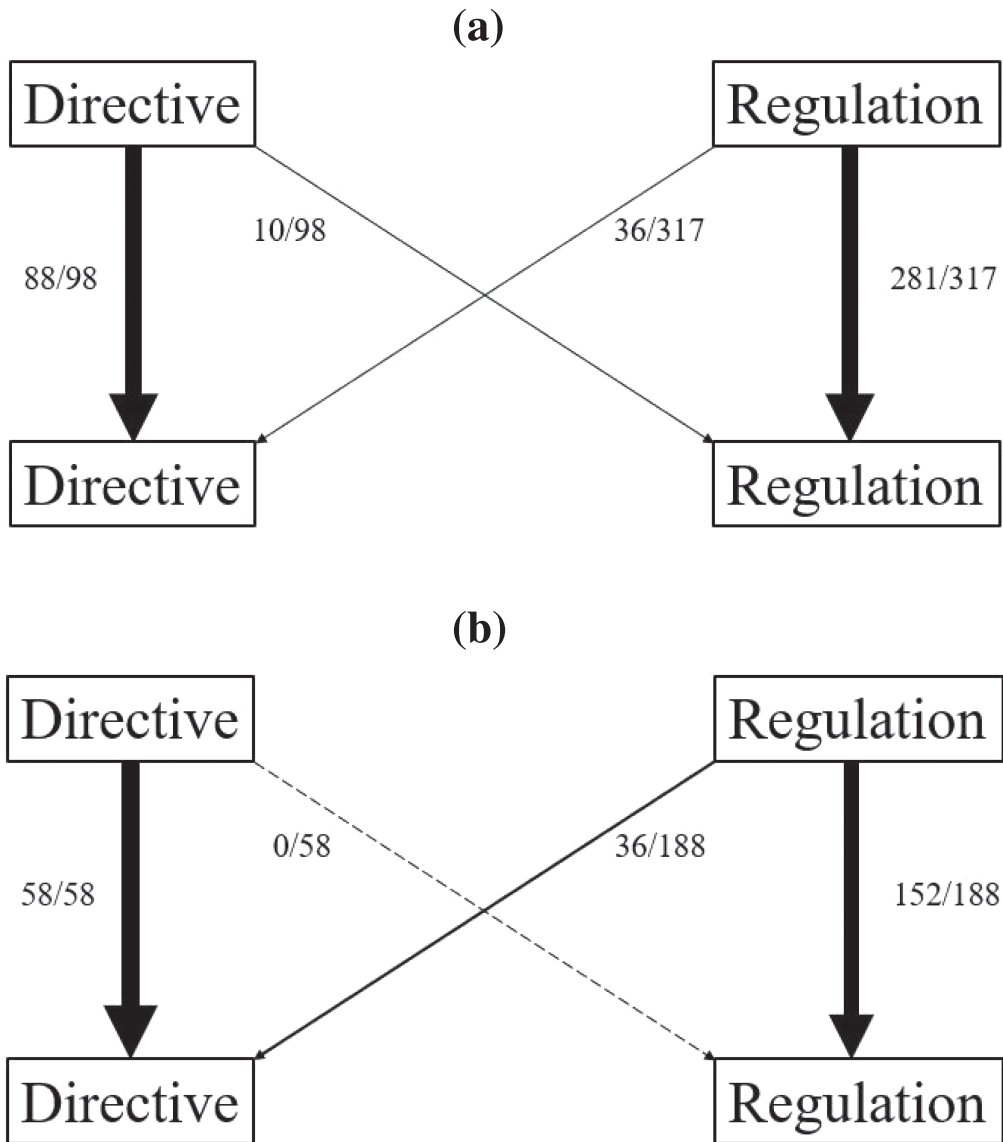 (a)
Directive
Regulation
10/98
36/317
88/98
281/317
Directive
Regulation
(b)
Directive
Regulation
0/58
36/188
58/58
152/188
Directive
Regulation